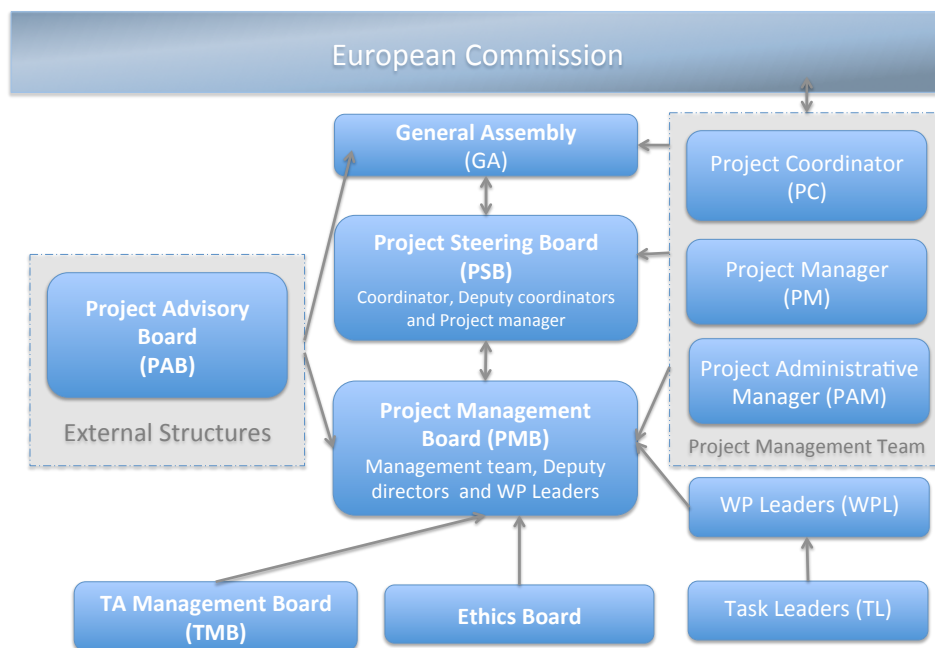 European Commission
General Assembly
(GA)
Project Coordinator
(PC)
Project Steering Board
(PSB)
Coordinator, Deputy coordinators
and Project manager
Project Manager
(PM)
Project Advisory
Board
(PAB)
External Structures
Project Administrative
Manager (PAM)
Project Management Team
Project Management
Board (PMB)
Management team, Deputy
directors and WP Leaders
WP Leaders (WPL)
TA Management Board
(TMB)
Ethics Board
Task Leaders (TL)